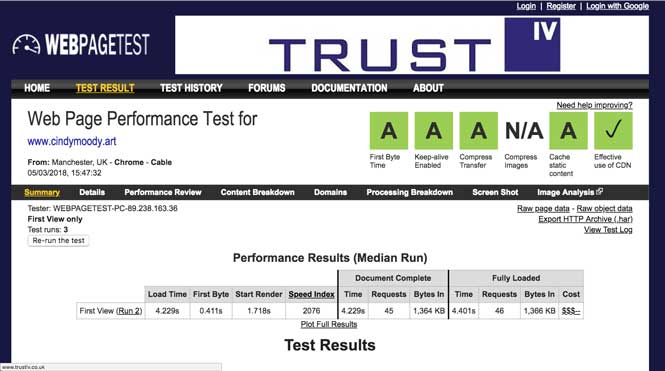 Login | Register | Login with Google
WEBPAGETEST
TRUST IV
HOME TEST RESULT TEST HISTORY FORUMS DOCUMENTATION ABOUT
Need help improving?
Web Page Performance Test for
www.cindymoody.art
From: Manchester, UK - Chrome - Cable
05/03/2018, 15:47:32
A A A N/A A ✓
First Byte Time
Keep-alive Enabled
Compress Transfer
Compress Images
Cache static content
Effective use of CDN
Summary Details Performance Review Content Breakdown Domains Processing Breakdown Screen Shot Image Analysis
Tester: WEBPAGETEST-PC-89.238.163.36
First View only
Test runs: 3
Re-run the test
Raw page data - Raw object data
Export HTTP Archive (.har)
View Test Log
Performance Results (Median Run)
Document Complete Fully Loaded
Load Time First Byte Start Render Speed Index Time Requests Bytes In Time Requests Bytes In Cost
First View (Run 2) 4.229s 0.411s 1.718s 2076 4.229s 45 1,364 KB 4.401s 46 1,366 KB $$$--
Plot Full Results
Test Results
www.trustiv.co.uk